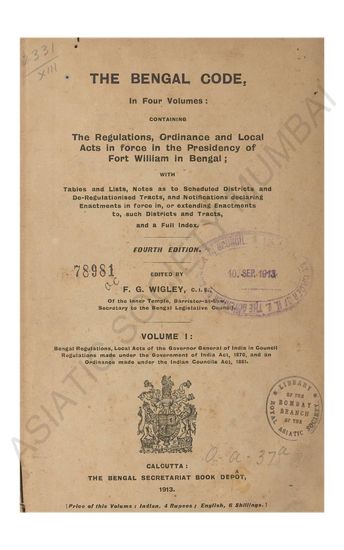 2331
XIII
THE BENGAL CODE,
In Four Volumes:
CONTAINING
The Regulations, Ordinance and Local
Acts in force in the Presidency of
Fort William in Bengal;
WITH
Tables and Lists, Notes as to Scheduled Districts and
De-Regulationised Tracts, and Notifications declaring
Enactments in force in, or extending Enactments
to, such Districts and Tracts,
and a Full Index.
FOURTH EDITION.
78981
10. SEP. 1913
EDITED BY
F. G. WIGLEY, C.I.E.,
Of the Inner Temple, Barrister-at-Law,
Secretary to the Bengal Legislative Council.
VOLUME I:
Bengal Regulations, Local Acts of the Governor General of India in Council
Regulations made under the Government of India Act, 1870, and an
Ordinance made under the Indian Councils Act, 1861.
LIBRARY
OF THE
BOMBAY
BRANCH
OF THE
ROYAL ASIATIC SOCIETY
a-a-37a
CALCUTTA:
THE BENGAL SECRETARIAT BOOK DEPÔT,
1913.
[Price of this Volume: Indian, 4 Rupees; English, 6 Shillings.]
ASIATIC SOCIETY MUMBAI